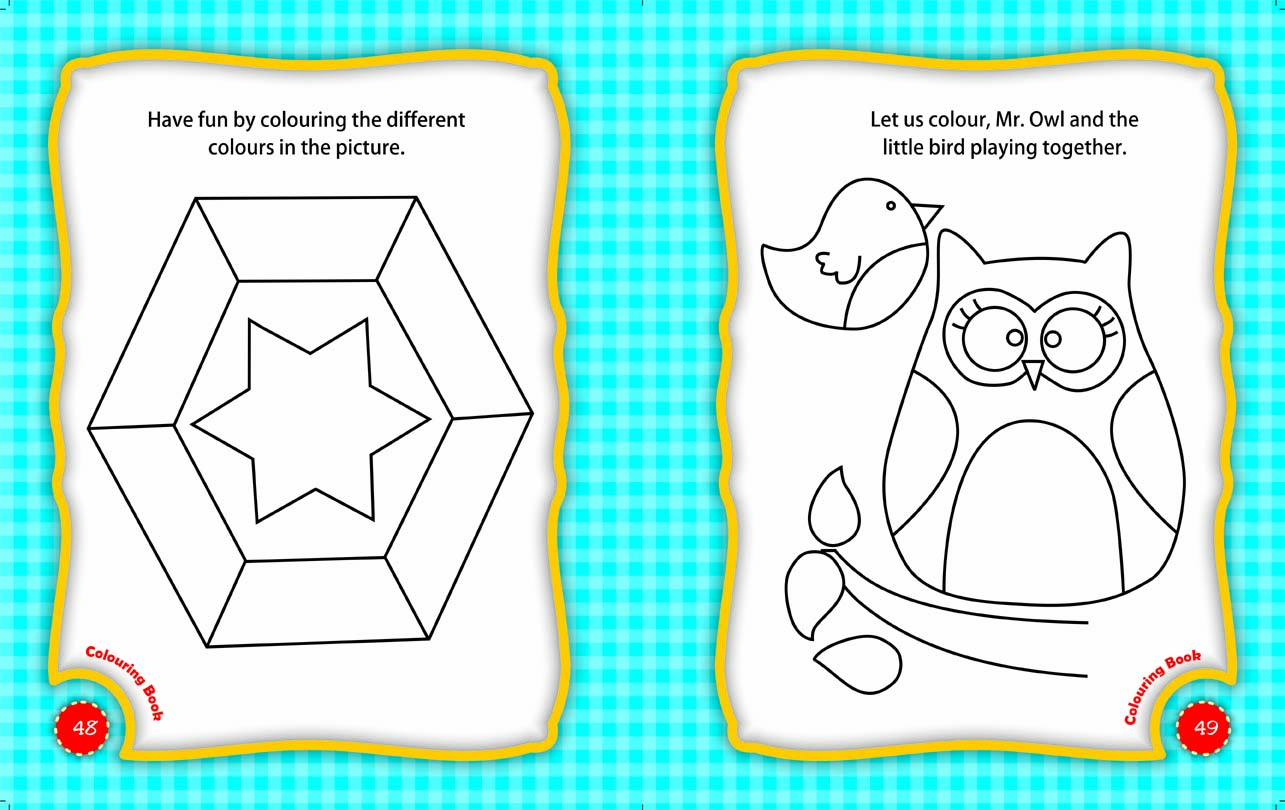 Have fun by colouring the different
colours in the picture.
Colouring Book
48
Let us colour, Mr. Owl and the
little bird playing together.
Colouring Book
49